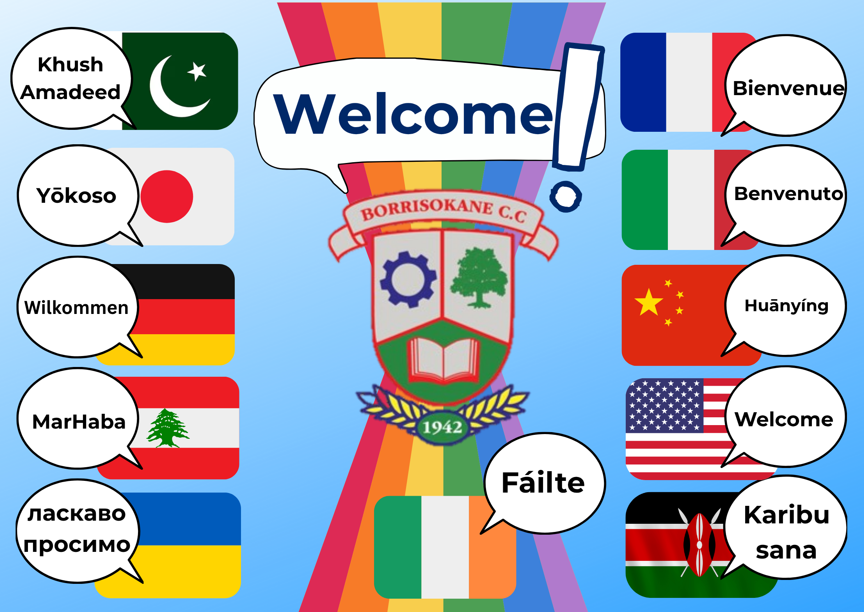 Welcome!
BORRISOKANE C.C
1942
Khush
Amadeed
Yōkoso
Wilkommen
MarHaba
ласкаво
просимо
Bienvenue
Benvenuto
Huānyíng
Welcome
Karibu
sana
Fáilte